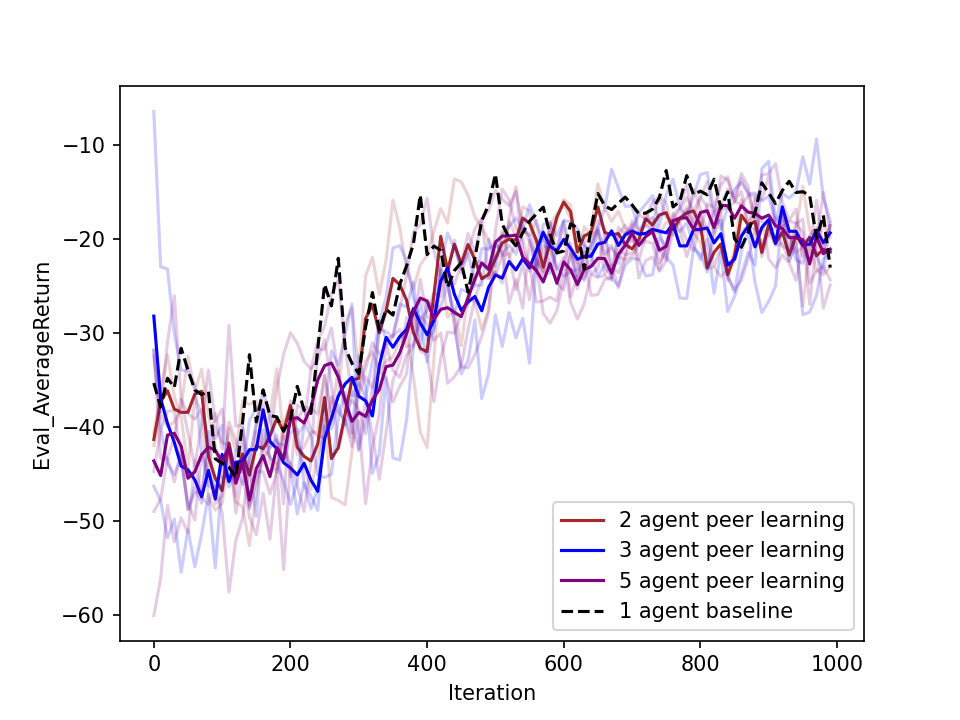 −10
−20
−30
−40
−50
−60
Eval_AverageReturn
0 200 400 600 800 1000
Iteration
2 agent peer learning
3 agent peer learning
5 agent peer learning
1 agent baseline